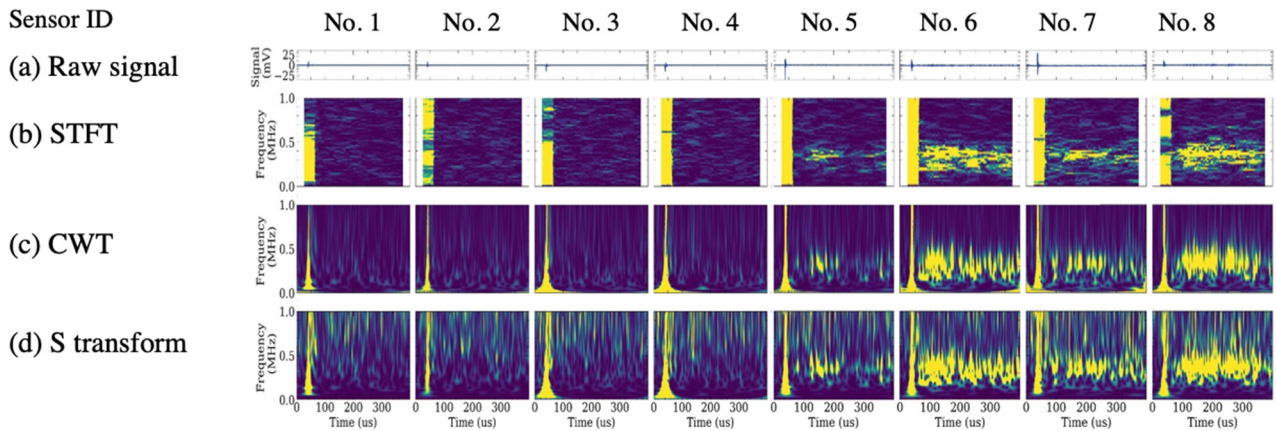 Sensor ID No. 1 No. 2 No. 3 No. 4 No. 5 No. 6 No. 7 No. 8
(a) Raw signal Signal (mV) 25 0 −25
(b) STFT Frequency (MHz) 1.0 0.5 0.0
(c) CWT Frequency (MHz) 1.0 0.5 0.0
(d) S transform Frequency (MHz) 1.0 0.5 0.0
0 100 200 300 0 100 200 300 0 100 200 300 0 100 200 300 0 100 200 300 0 100 200 300 0 100 200 300 0 100 200 300
Time (us) Time (us) Time (us) Time (us) Time (us) Time (us) Time (us) Time (us)